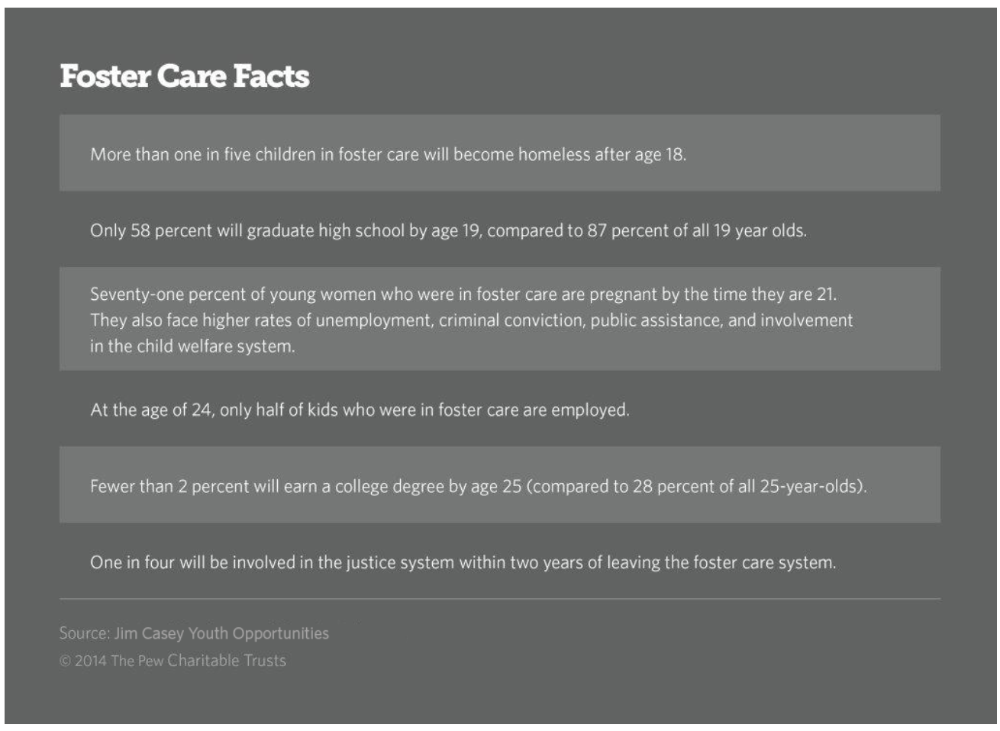 Foster Care Facts
More than one in five children in foster care will become homeless after age 18.
Only 58 percent will graduate high school by age 19, compared to 87 percent of all 19 year olds.
Seventy-one percent of young women who were in foster care are pregnant by the time they are 21.
They also face higher rates of unemployment, criminal conviction, public assistance, and involvement
in the child welfare system.
At the age of 24, only half of kids who were in foster care are employed.
Fewer than 2 percent will earn a college degree by age 25 (compared to 28 percent of all 25-year-olds).
One in four will be involved in the justice system within two years of leaving the foster care system.
Source: Jim Casey Youth Opportunities
© 2014 The Pew Charitable Trusts